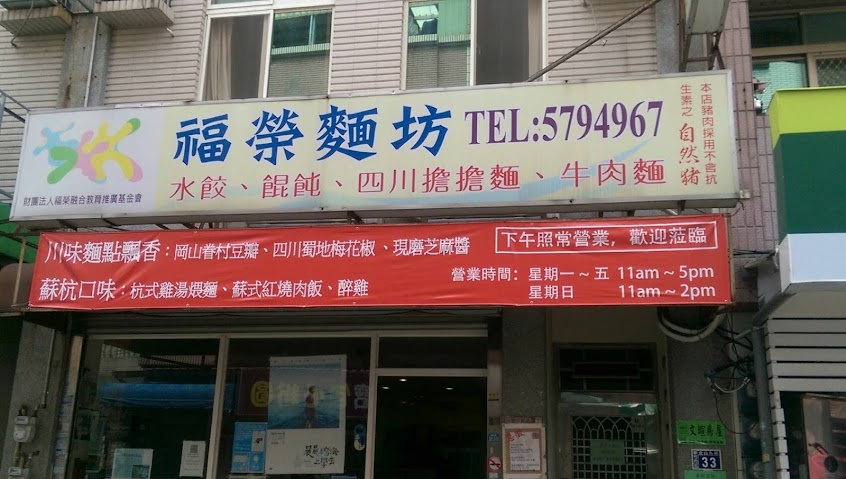 福榮麵坊 TEL:5794967
水餃、餛飩、四川擔擔麵、牛肉麵
財團法人福榮融合教育推廣基金會
本店豬肉採用不含抗
生素之 自然豬
川味麵點飄香：岡山眷村豆瓣、四川蜀地梅花椒、現磨芝麻醬
蘇杭口味：杭式雞湯煨麵、蘇式紅燒肉飯、醉雞
下午照常營業，歡迎蒞臨
營業時間：星期一～五 11am～5pm
星期日 11am～2pm
33